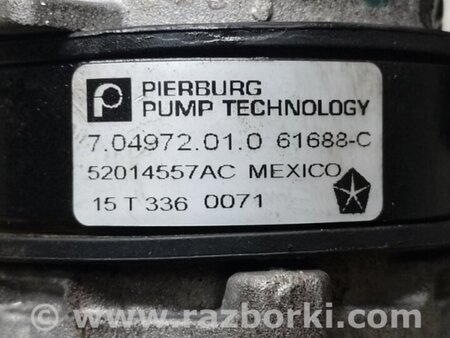 PIERBURG
PUMP TECHNOLOGY
7.04972.01.0 61688-C
52014557AC MEXICO
15 T 336 0071
www.razborki.com